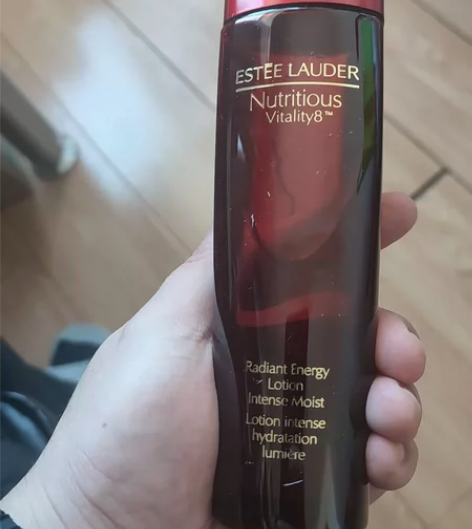 ESTĒE LAUDER
Nutritious
Vitality8™
Radiant Energy
Lotion
Intense Moist
Lotion intense
hydratation
lumière